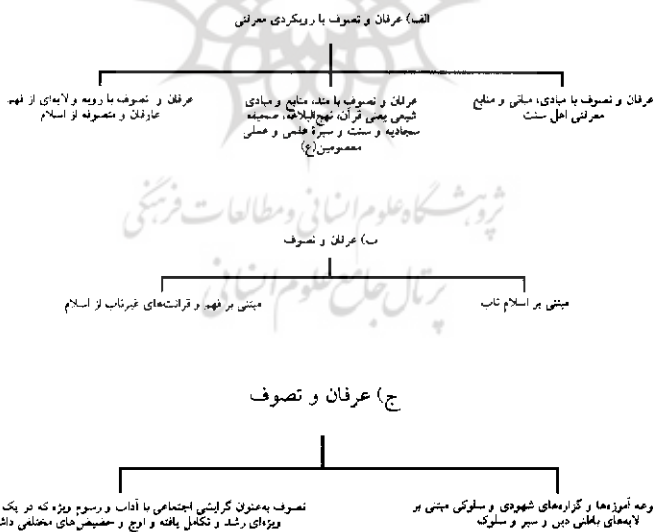 الف) عرفان و تصوف با رویکردی معرفتی
عرفان و تصوف با مبادی، مبانی و منابع
معرفتی اهل سنت
عرفان و تصوف با متد، منابع و مبادی
شیعی یعنی قرآن، نهج‌البلاغه، صحیفه
سجادیه و سنت و سیرهٔ علمی و عملی
معصومین(ع)
عرفان و تصوف با رویه و لایه‌ای از فهم
عارفان و متصوفه از اسلام
پژوهشگاه علوم انسانی و مطالعات فرهنگی
ب) عرفان و تصوف
مبتنی بر اسلام ناب
مبتنی بر فهم و قرائت‌های غیرناب از اسلام
پرتال جامع علوم انسانی
ج) عرفان و تصوف
وعه آموزه‌ها و گزاره‌های شهودی و سلوکی مبتنی بر
لایه‌های باطنی دین و سیر و سلوک
تصوف به‌عنوان گرایشی اجتماعی با آداب و رسوم ویژه که در یک
ویژه‌ای رشد و تکامل یافته و اوج و حضیض‌های مختلفی داش